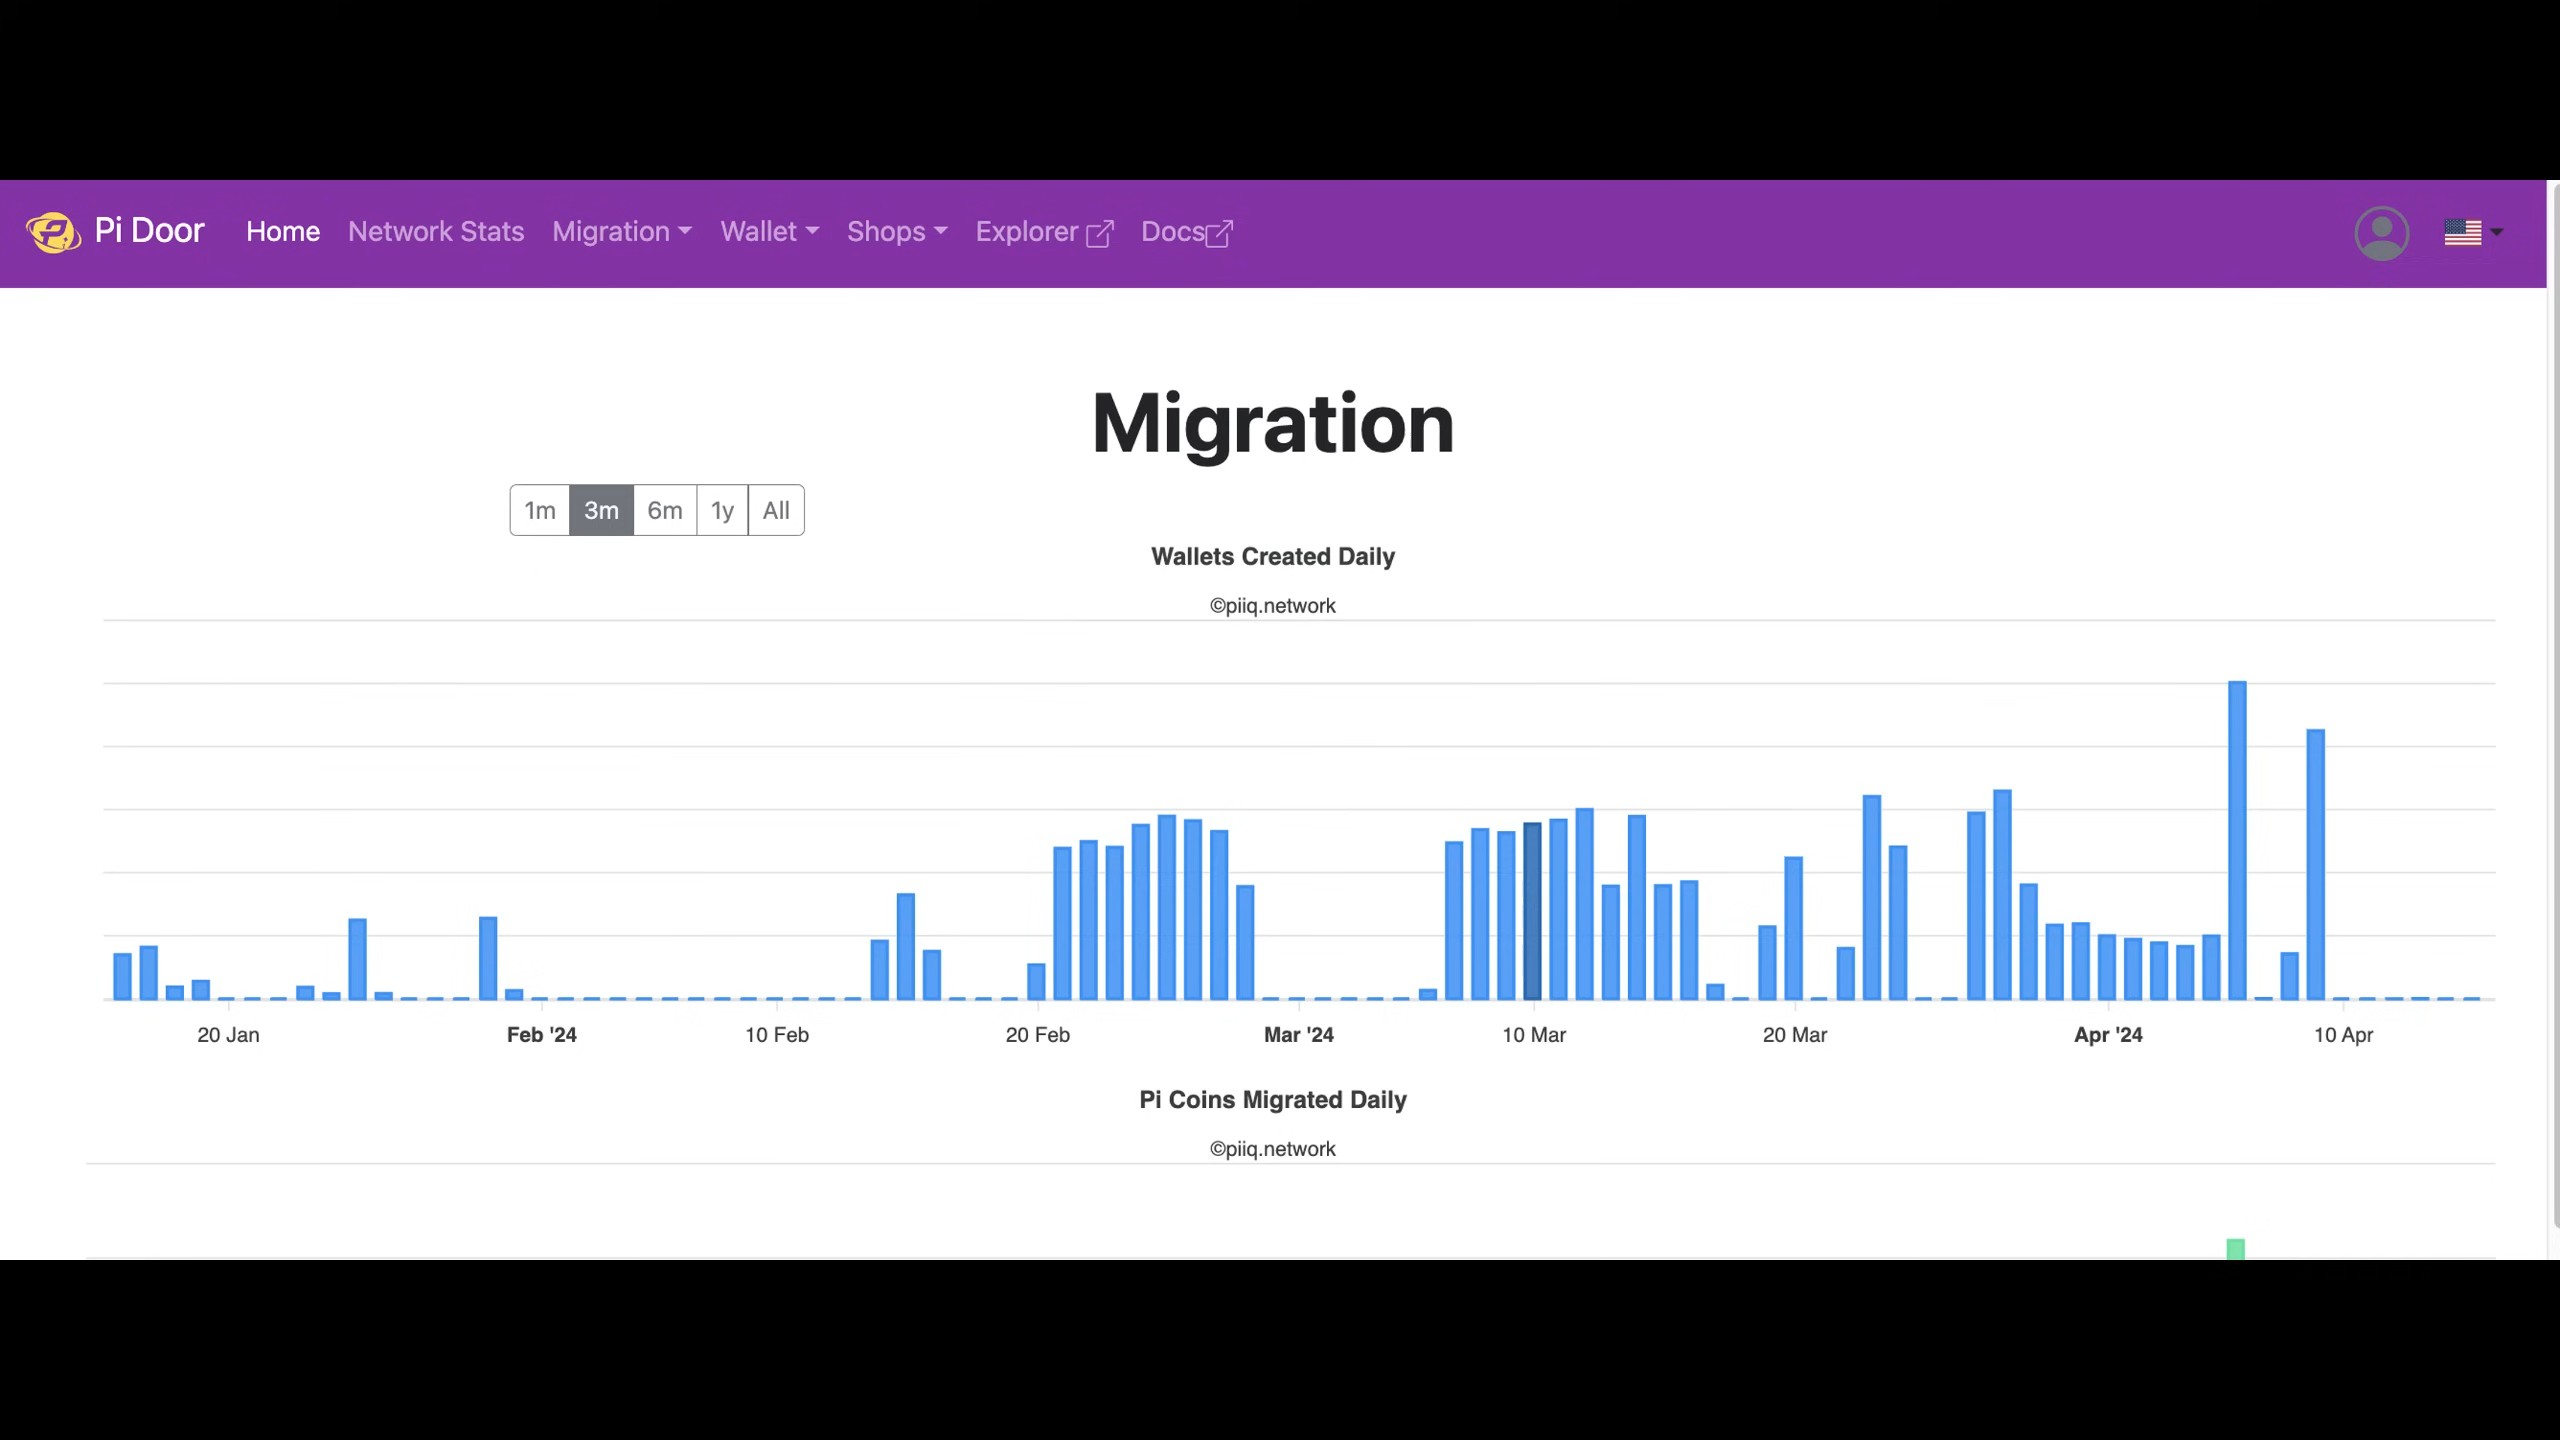 Pi Door Home Network Stats Migration Wallet Shops Explorer Docs
Migration
1m 3m 6m 1y All
Wallets Created Daily
©piiq.network
20 Jan Feb '24 10 Feb 20 Feb Mar '24 10 Mar 20 Mar Apr '24 10 Apr
Pi Coins Migrated Daily
©piiq.network